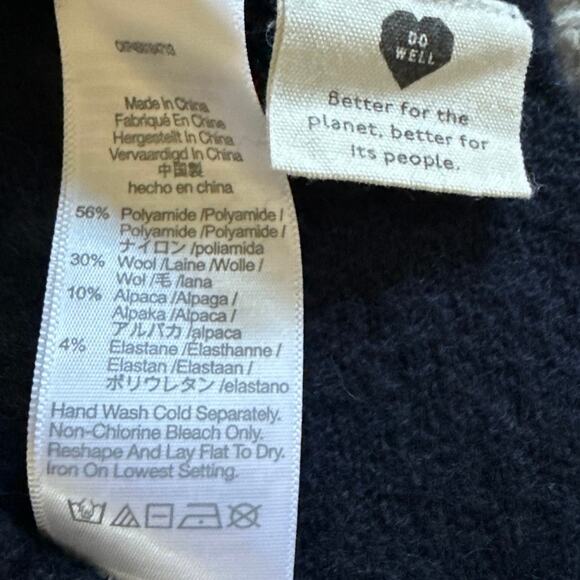 Made In China
Fabriqué En Chine
Hergestellt In China
Vervaardigd In China
中国製
hecho en china
56% Polyamide /Polyamide /
Polyamide /Polyamide /
ナイロン /poliamida
30% Wool /Laine /Wolle /
Wol /毛 /lana
10% Alpaca /Alpaga /
Alpaka /Alpaca /
アルパカ /alpaca
4% Elastane /Élasthanne /
Elastan /Elastaan /
ポリウレタン /elastano
Hand Wash Cold Separately.
Non-Chlorine Bleach Only.
Reshape And Lay Flat To Dry.
Iron On Lowest Setting.
DO
WELL
Better for the
planet, better for
its people.